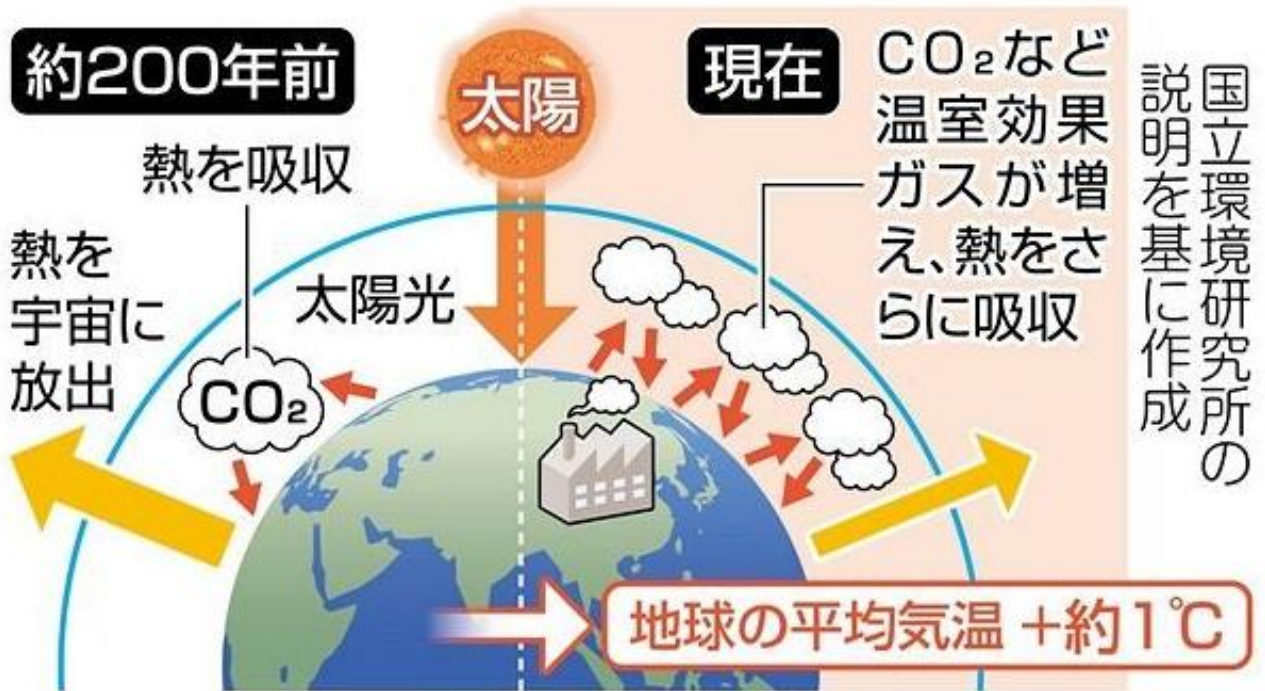 約200年前
太陽
現在
CO₂など
温室効果
ガスが増
え、熱をさ
らに吸収
国立環境研究所の
説明を基に作成
熱を吸収
熱を
宇宙に
放出
太陽光
CO₂
地球の平均気温 +約1℃